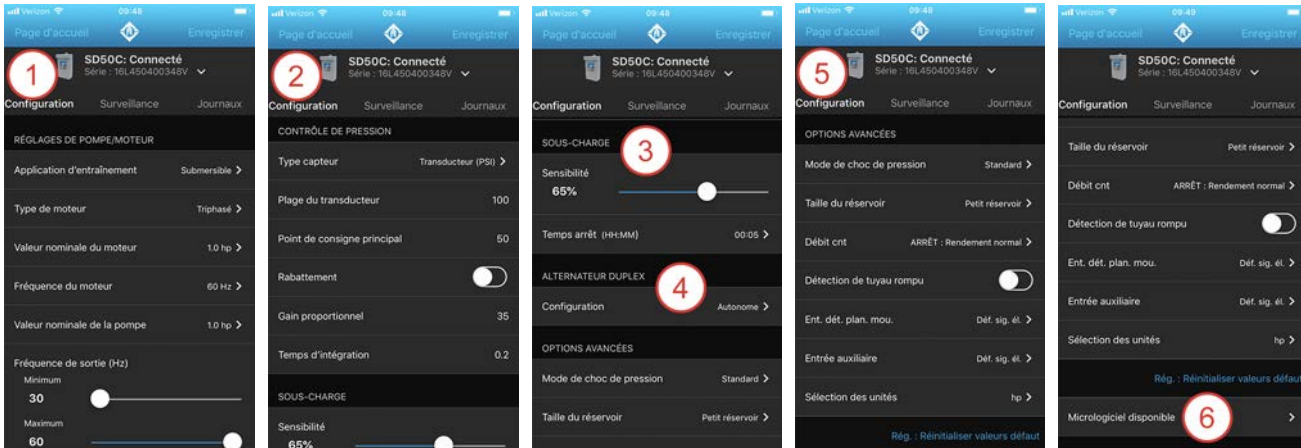 Verizon 09:48
Page d'accueil Enregistrer
1
SD50C: Connecté
Série : 16L450400348V
Configuration Surveillance Journaux
RÉGLAGES DE POMPE/MOTEUR
Application d'entraînement Submersible >
Type de moteur Triphasé >
Valeur nominale du moteur 1.0 hp >
Fréquence du moteur 60 Hz >
Valeur nominale de la pompe 1.0 hp >
Fréquence de sortie (Hz)
Minimum
30
Maximum
60
Verizon 09:48
Page d'accueil Enregistrer
2
SD50C: Connecté
Série : 16L450400348V
Configuration Surveillance Journaux
CONTRÔLE DE PRESSION
Type capteur Transducteur (PSI) >
Plage du transducteur 100
Point de consigne principal 50
Rabattement
Gain proportionnel 35
Temps d'intégration 0.2
SOUS-CHARGE
Sensibilité
65%
Verizon 09:48
Page d'accueil Enregistrer
SD50C: Connecté
Série : 16L450400348V
Configuration Surveillance Journaux
SOUS-CHARGE
3
Sensibilité
65%
Temps arrêt (HH:MM) 00:05 >
ALTERNATEUR DUPLEX
4
Configuration Autonome >
OPTIONS AVANCÉES
Mode de choc de pression Standard >
Taille du réservoir Petit réservoir >
Verizon 09:48
Page d'accueil Enregistrer
5
SD50C: Connecté
Série : 16L450400348V
Configuration Surveillance Journaux
OPTIONS AVANCÉES
Mode de choc de pression Standard >
Taille du réservoir Petit réservoir >
Débit cnt ARRÊT : Rendement normal >
Détection de tuyau rompu
Ent. dét. plan. mou. Déf. sig. él. >
Entrée auxiliaire Déf. sig. él. >
Sélection des unités hp >
Rég. : Réinitialiser valeurs défaut
Verizon 09:49
Page d'accueil Enregistrer
SD50C: Connecté
Série : 16L450400348V
Configuration Surveillance Journaux
Taille du réservoir Petit réservoir >
Débit cnt ARRÊT : Rendement normal >
Détection de tuyau rompu
Ent. dét. plan. mou. Déf. sig. él. >
Entrée auxiliaire Déf. sig. él. >
Sélection des unités hp >
Rég. : Réinitialiser valeurs défaut
Micrologiciel disponible >
6